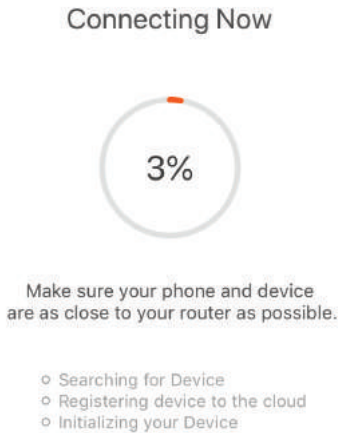 Connecting Now
3%
Make sure your phone and device
are as close to your router as possible.
Searching for Device
Registering device to the cloud
Initializing your Device